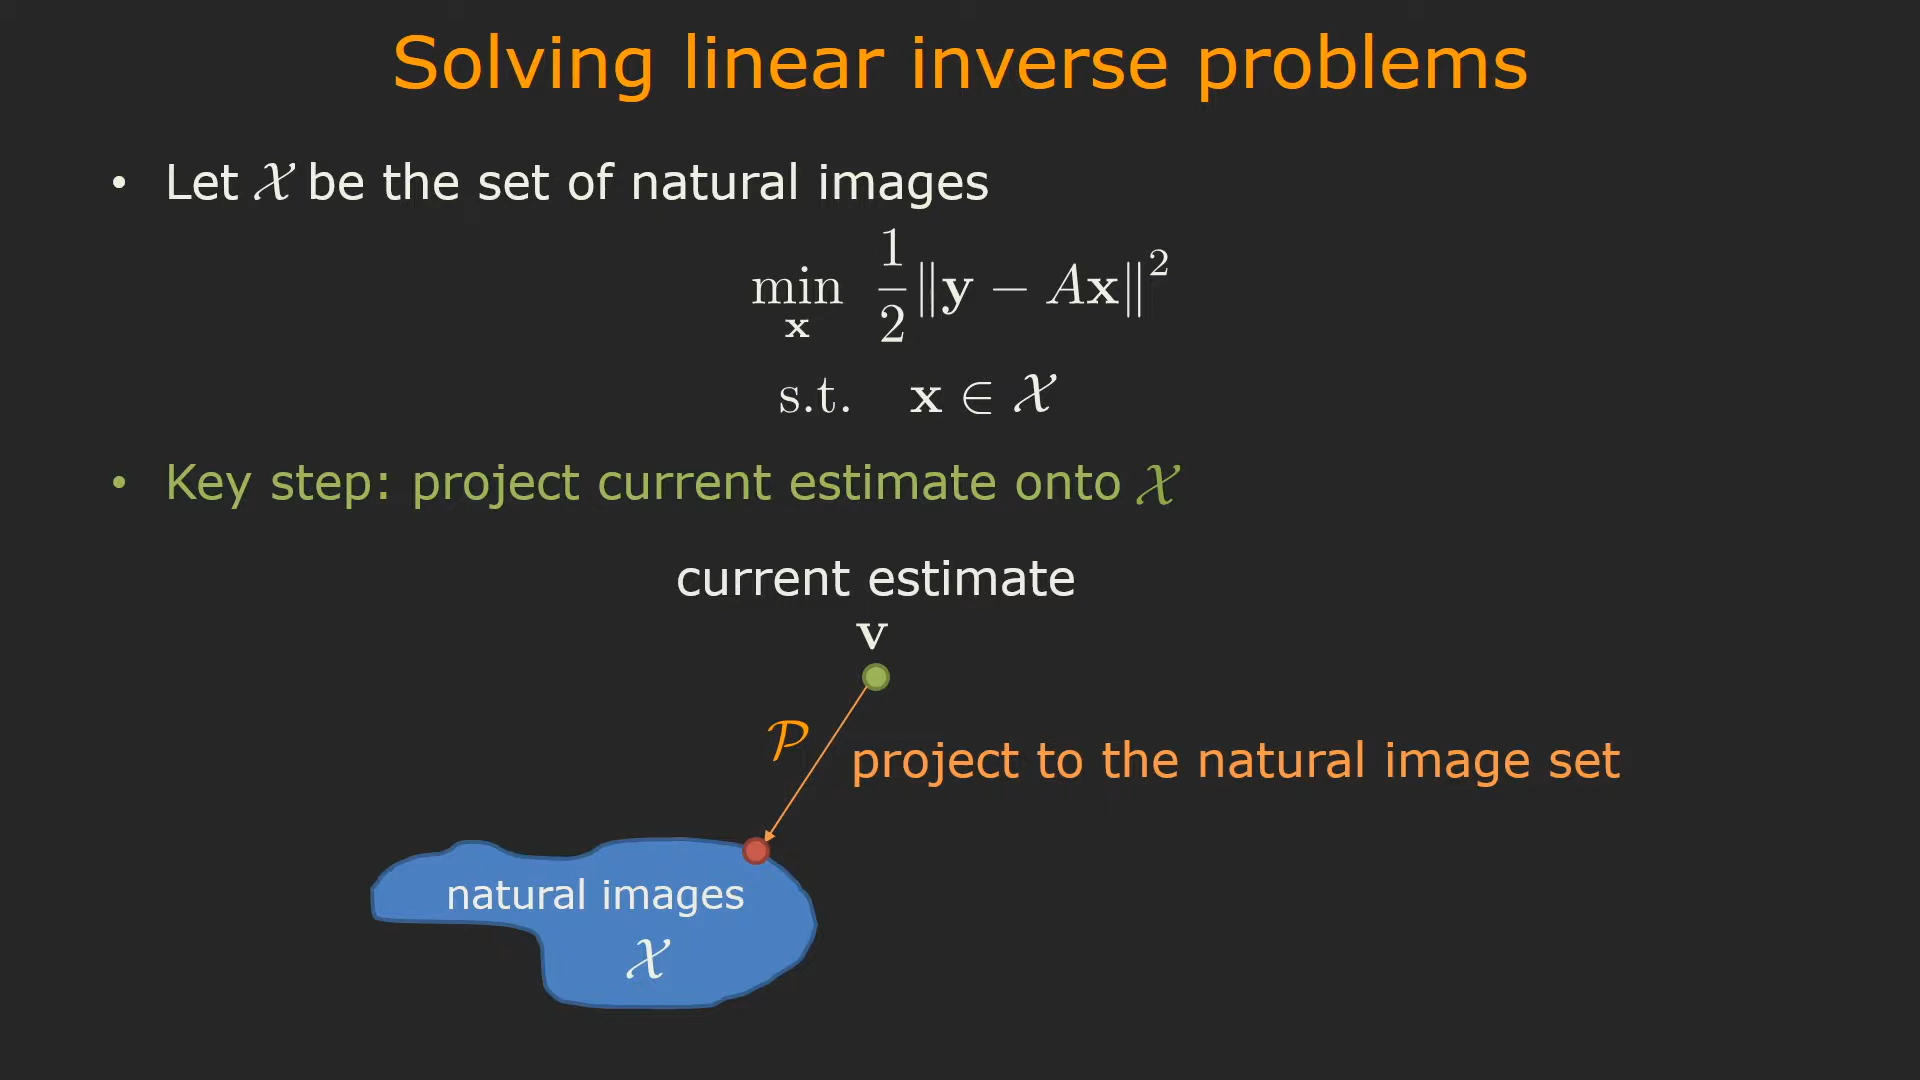 Solving linear inverse problems
• Let 𝒳 be the set of natural images
min_𝐱 1/2 ‖𝐲 − A𝐱‖²
s.t. 𝐱 ∈ 𝒳
• Key step: project current estimate onto 𝒳
current estimate
𝐯
𝒫
project to the natural image set
natural images
𝒳